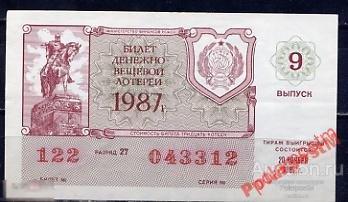 МИНИСТЕРСТВО ФИНАНСОВ РСФСР
БИЛЕТ
ДЕНЕЖНО-
ВЕЩЕВОЙ
ЛОТЕРЕИ
1987г.
СТОИМОСТЬ БИЛЕТА ТРИДЦАТЬ КОПЕЕК
9
ВЫПУСК
ТИРАЖ ВЫИГРЫШЕЙ
СОСТОИТСЯ
122
РАЗРЯД 27
043312
БИЛЕТ №
СЕРИЯ №